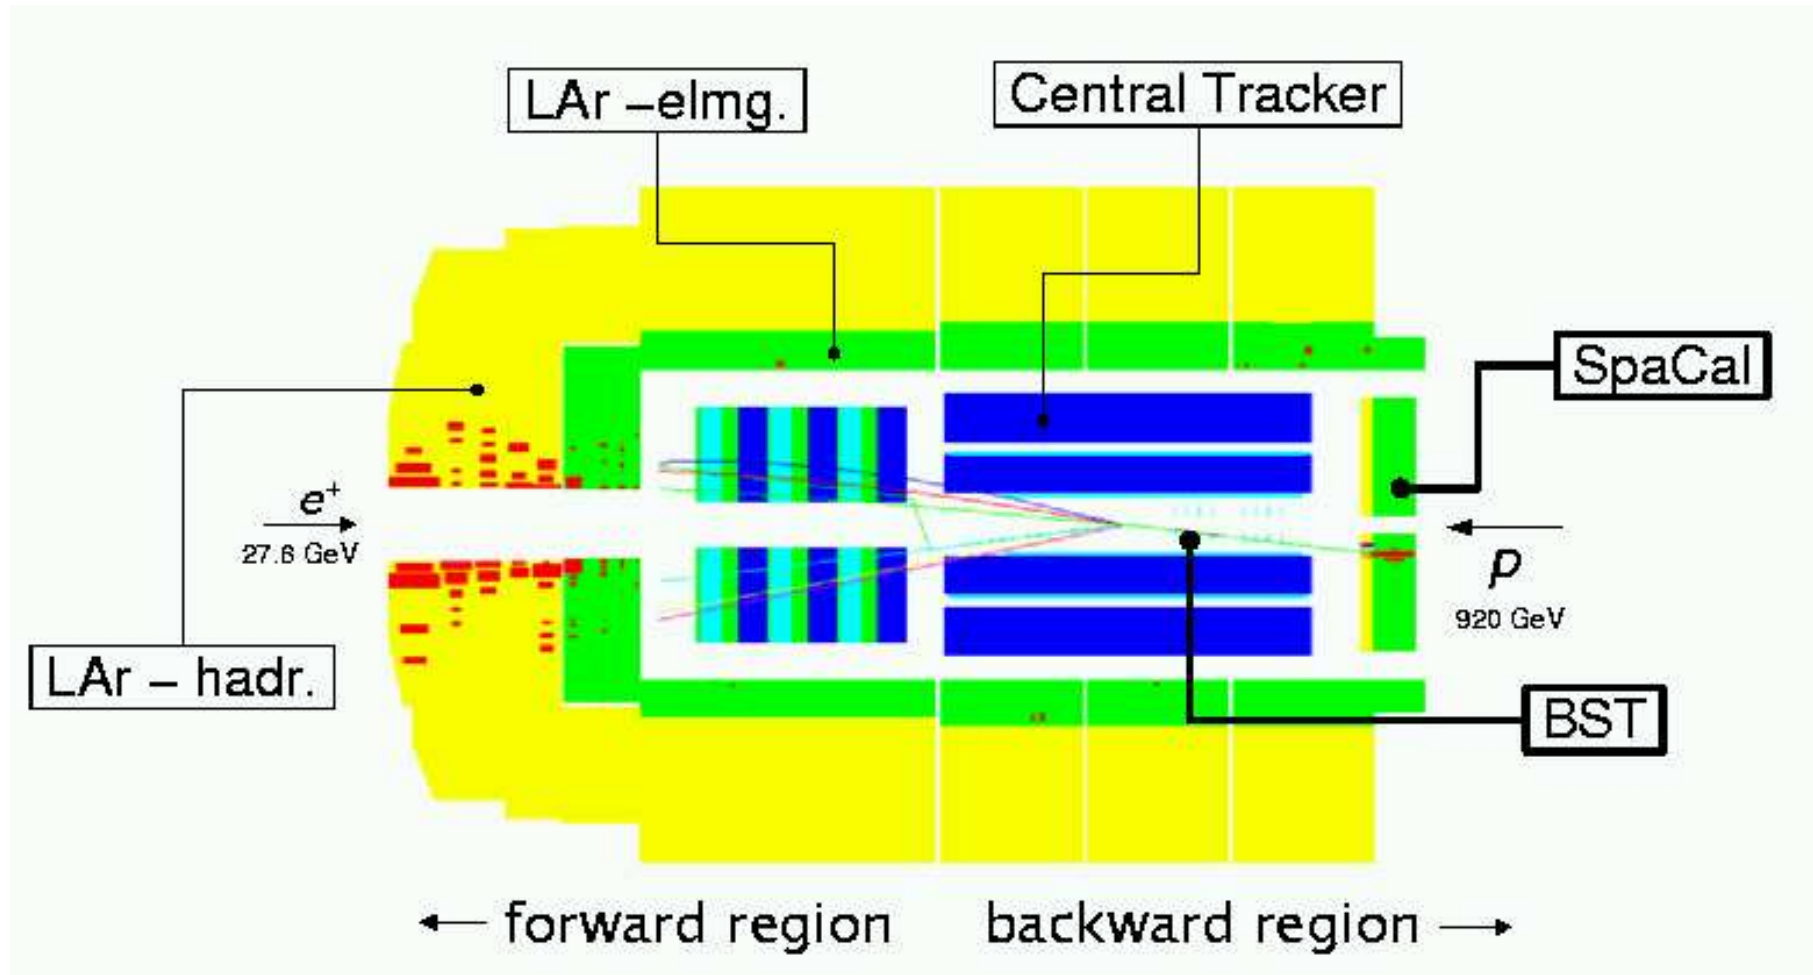 LAr –elmg.
Central Tracker
SpaCal
e+
27.6 GeV
p
920 GeV
LAr – hadr.
BST
← forward region
backward region →